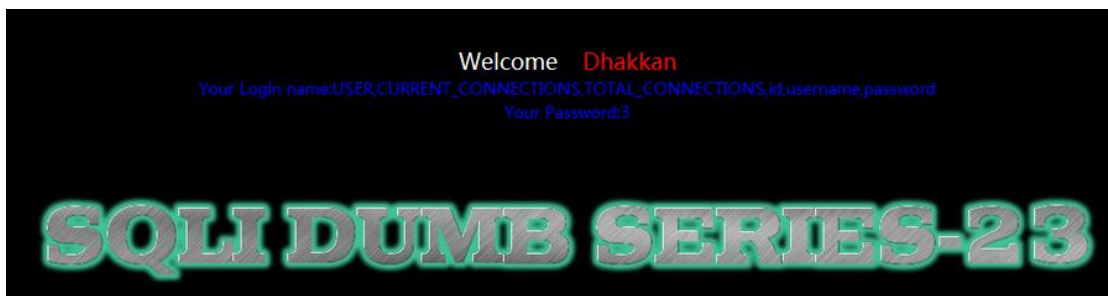 Welcome Dhakkan
Your Login name:USER,CURRENT_CONNECTIONS,TOTAL_CONNECTIONS,id,username,password
Your Password:3
SQLI DUMB SERIES-23